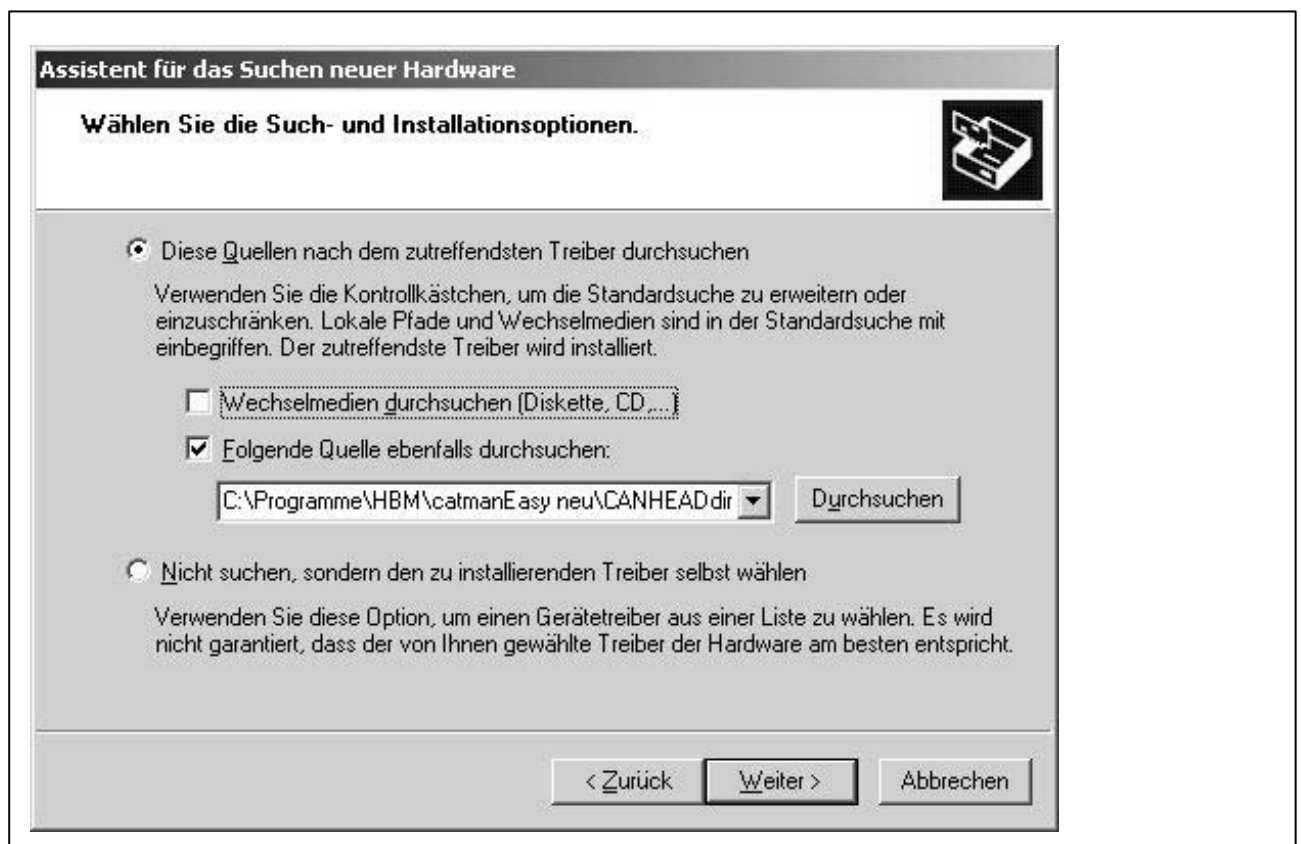 Assistent für das Suchen neuer Hardware
Wählen Sie die Such- und Installationsoptionen.
Diese Quellen nach dem zutreffendsten Treiber durchsuchen
Verwenden Sie die Kontrollkästchen, um die Standardsuche zu erweitern oder
einzuschränken. Lokale Pfade und Wechselmedien sind in der Standardsuche mit
einbegriffen. Der zutreffendste Treiber wird installiert.
Wechselmedien durchsuchen (Diskette, CD,...)
Folgende Quelle ebenfalls durchsuchen:
C:\Programme\HBM\catmanEasy neu\CANHEADdir
Durchsuchen
Nicht suchen, sondern den zu installierenden Treiber selbst wählen
Verwenden Sie diese Option, um einen Gerätetreiber aus einer Liste zu wählen. Es wird
nicht garantiert, dass der von Ihnen gewählte Treiber der Hardware am besten entspricht.
< Zurück Weiter > Abbrechen